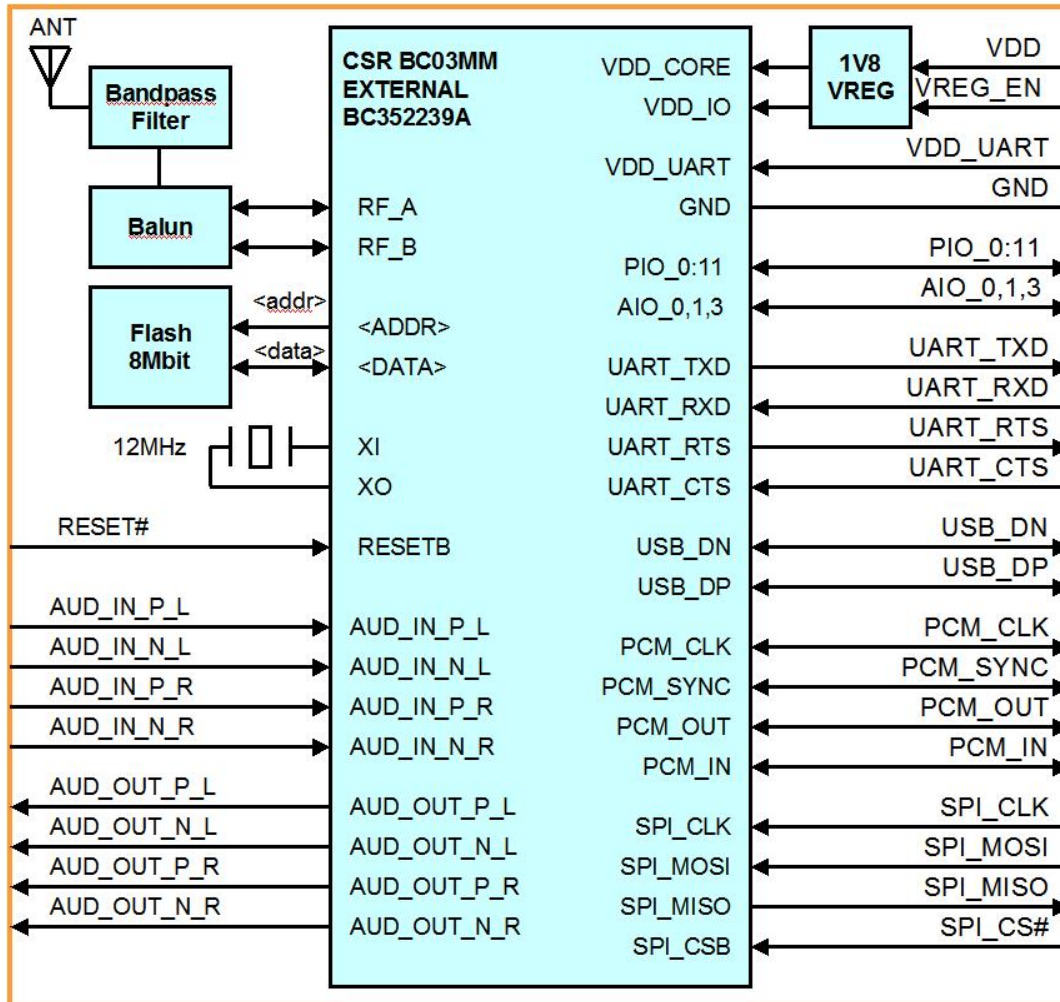 ANT
Bandpass
Filter
Balun
Flash
8Mbit
<addr>
<data>
12MHz
RESET#
AUD_IN_P_L
AUD_IN_N_L
AUD_IN_P_R
AUD_IN_N_R
AUD_OUT_P_L
AUD_OUT_N_L
AUD_OUT_P_R
AUD_OUT_N_R
CSR BC03MM
EXTERNAL
BC352239A
RF_A
RF_B
<ADDR>
<DATA>
XI
XO
RESETB
AUD_IN_P_L
AUD_IN_N_L
AUD_IN_P_R
AUD_IN_N_R
AUD_OUT_P_L
AUD_OUT_N_L
AUD_OUT_P_R
AUD_OUT_N_R
VDD_CORE
VDD_IO
VDD_UART
GND
PIO_0:11
AIO_0,1,3
UART_TXD
UART_RXD
UART_RTS
UART_CTS
USB_DN
USB_DP
PCM_CLK
PCM_SYNC
PCM_OUT
PCM_IN
SPI_CLK
SPI_MOSI
SPI_MISO
SPI_CSB
1V8
VREG
VDD
VREG_EN
VDD_UART
GND
PIO_0:11
AIO_0,1,3
UART_TXD
UART_RXD
UART_RTS
UART_CTS
USB_DN
USB_DP
PCM_CLK
PCM_SYNC
PCM_OUT
PCM_IN
SPI_CLK
SPI_MOSI
SPI_MISO
SPI_CS#